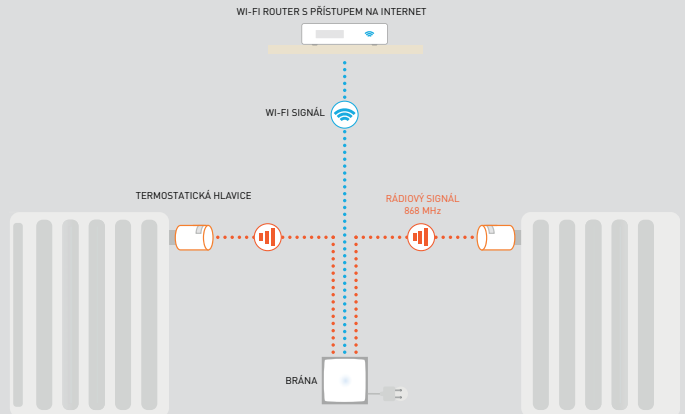 WI-FI ROUTER S PŘÍSTUPEM NA INTERNET
WI-FI SIGNÁL
TERMOSTATICKÁ HLAVICE
RÁDIOVÝ SIGNÁL
868 MHz
BRÁNA